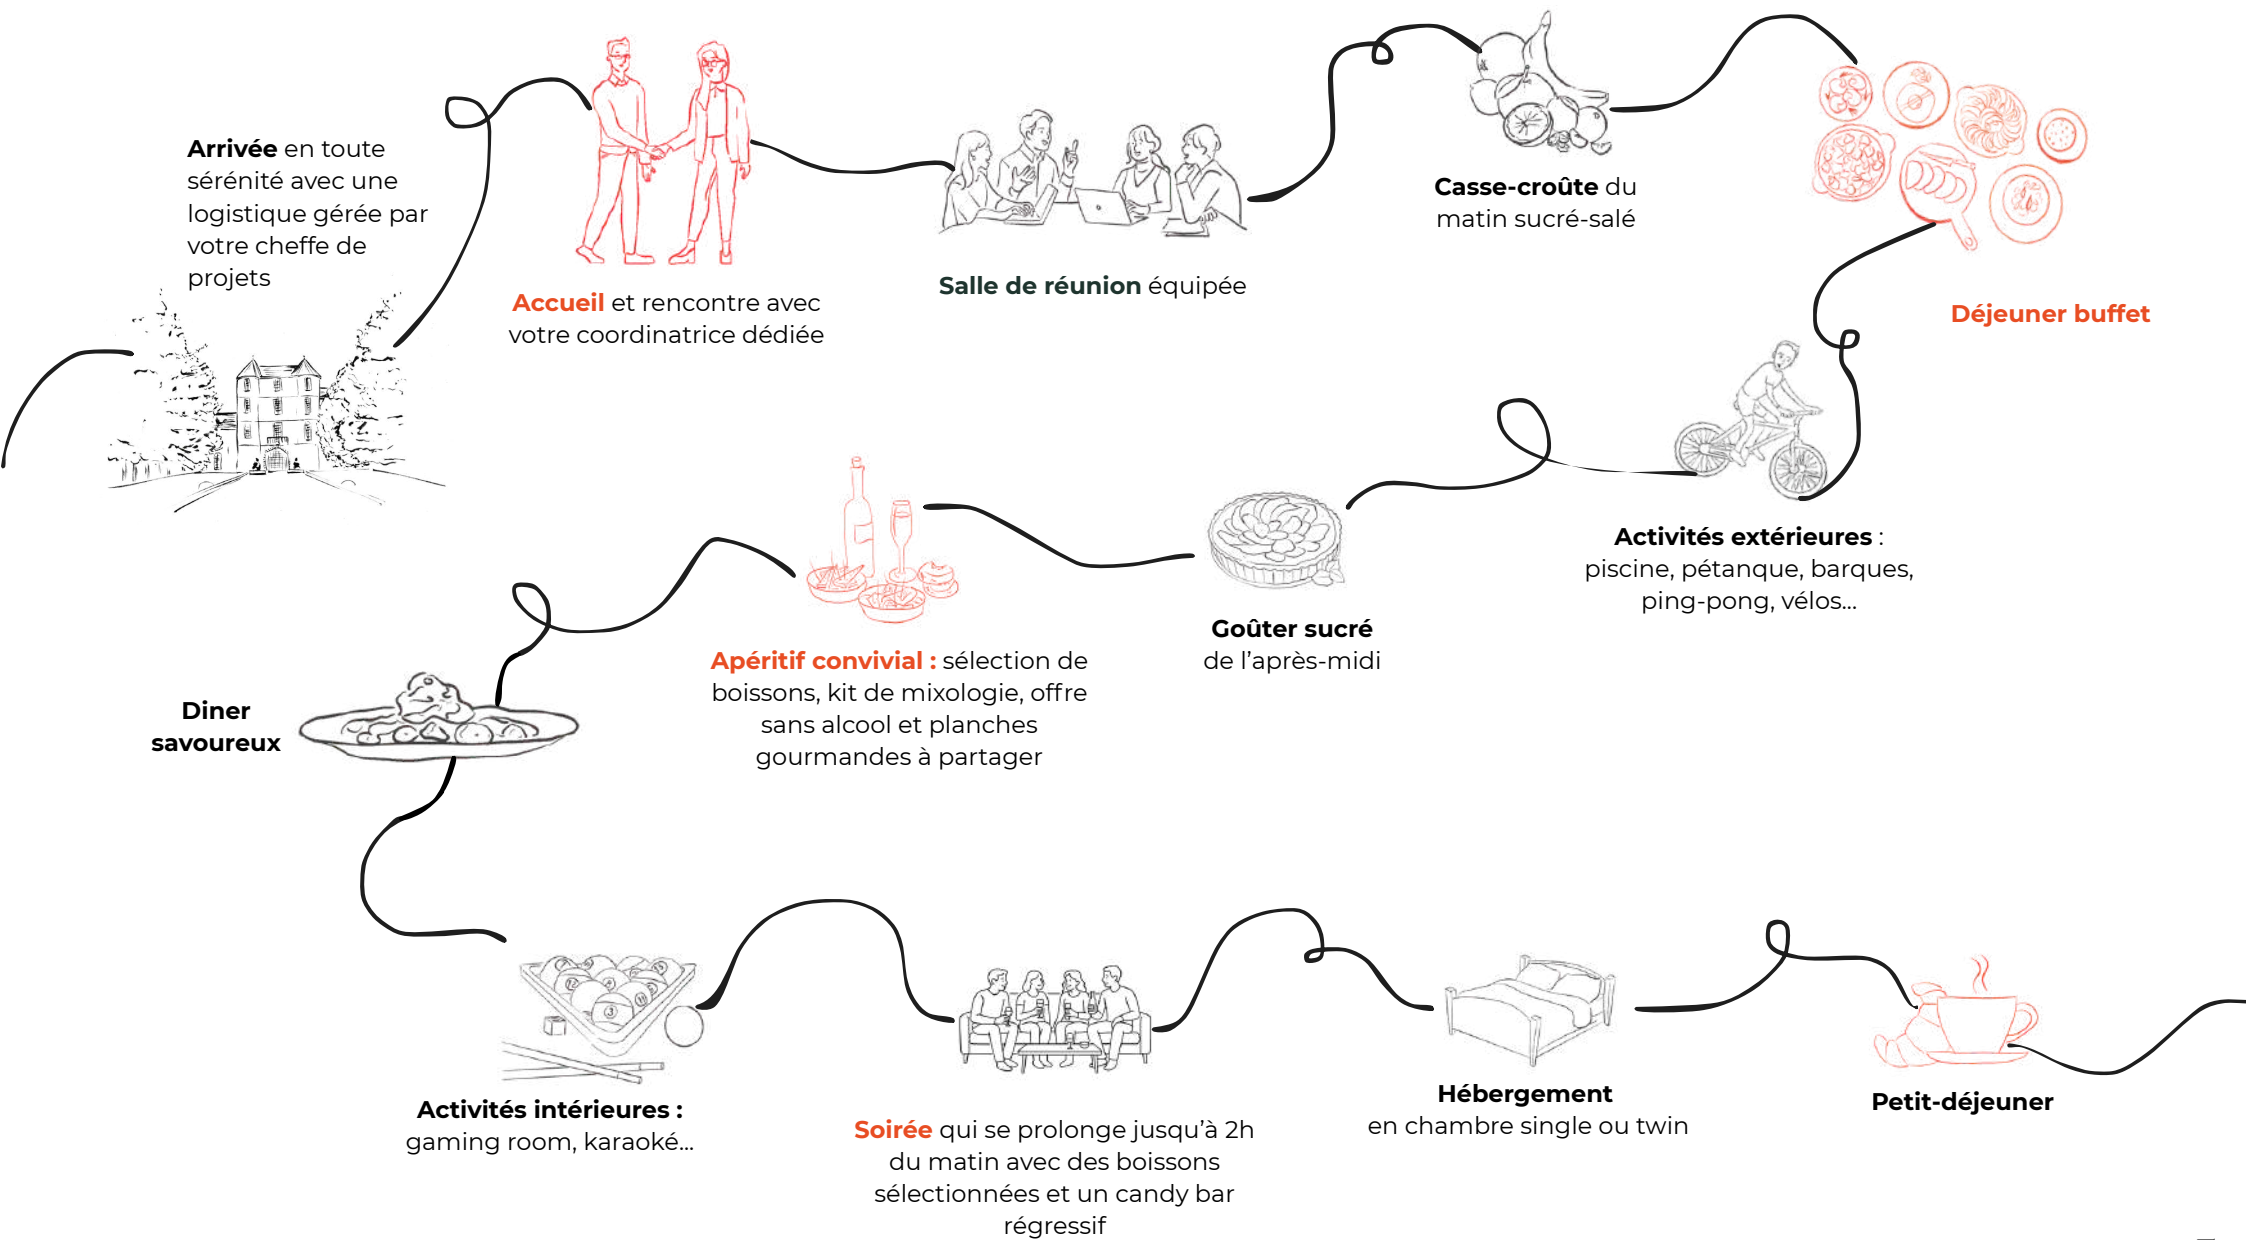 Arrivée en toute
sérénité avec une
logistique gérée par
votre cheffe de
projets
Accueil et rencontre avec
votre coordinatrice dédiée
Salle de réunion équipée
Casse-croûte du
matin sucré-salé
Déjeuner buffet
Activités extérieures :
piscine, pétanque, barques,
ping-pong, vélos...
Goûter sucré
de l'après-midi
Apéritif convivial : sélection de
boissons, kit de mixologie, offre
sans alcool et planches
gourmandes à partager
Diner
savoureux
Activités intérieures :
gaming room, karaoké...
Soirée qui se prolonge jusqu'à 2h
du matin avec des boissons
sélectionnées et un candy bar
régressif
Hébergement
en chambre single ou twin
Petit-déjeuner